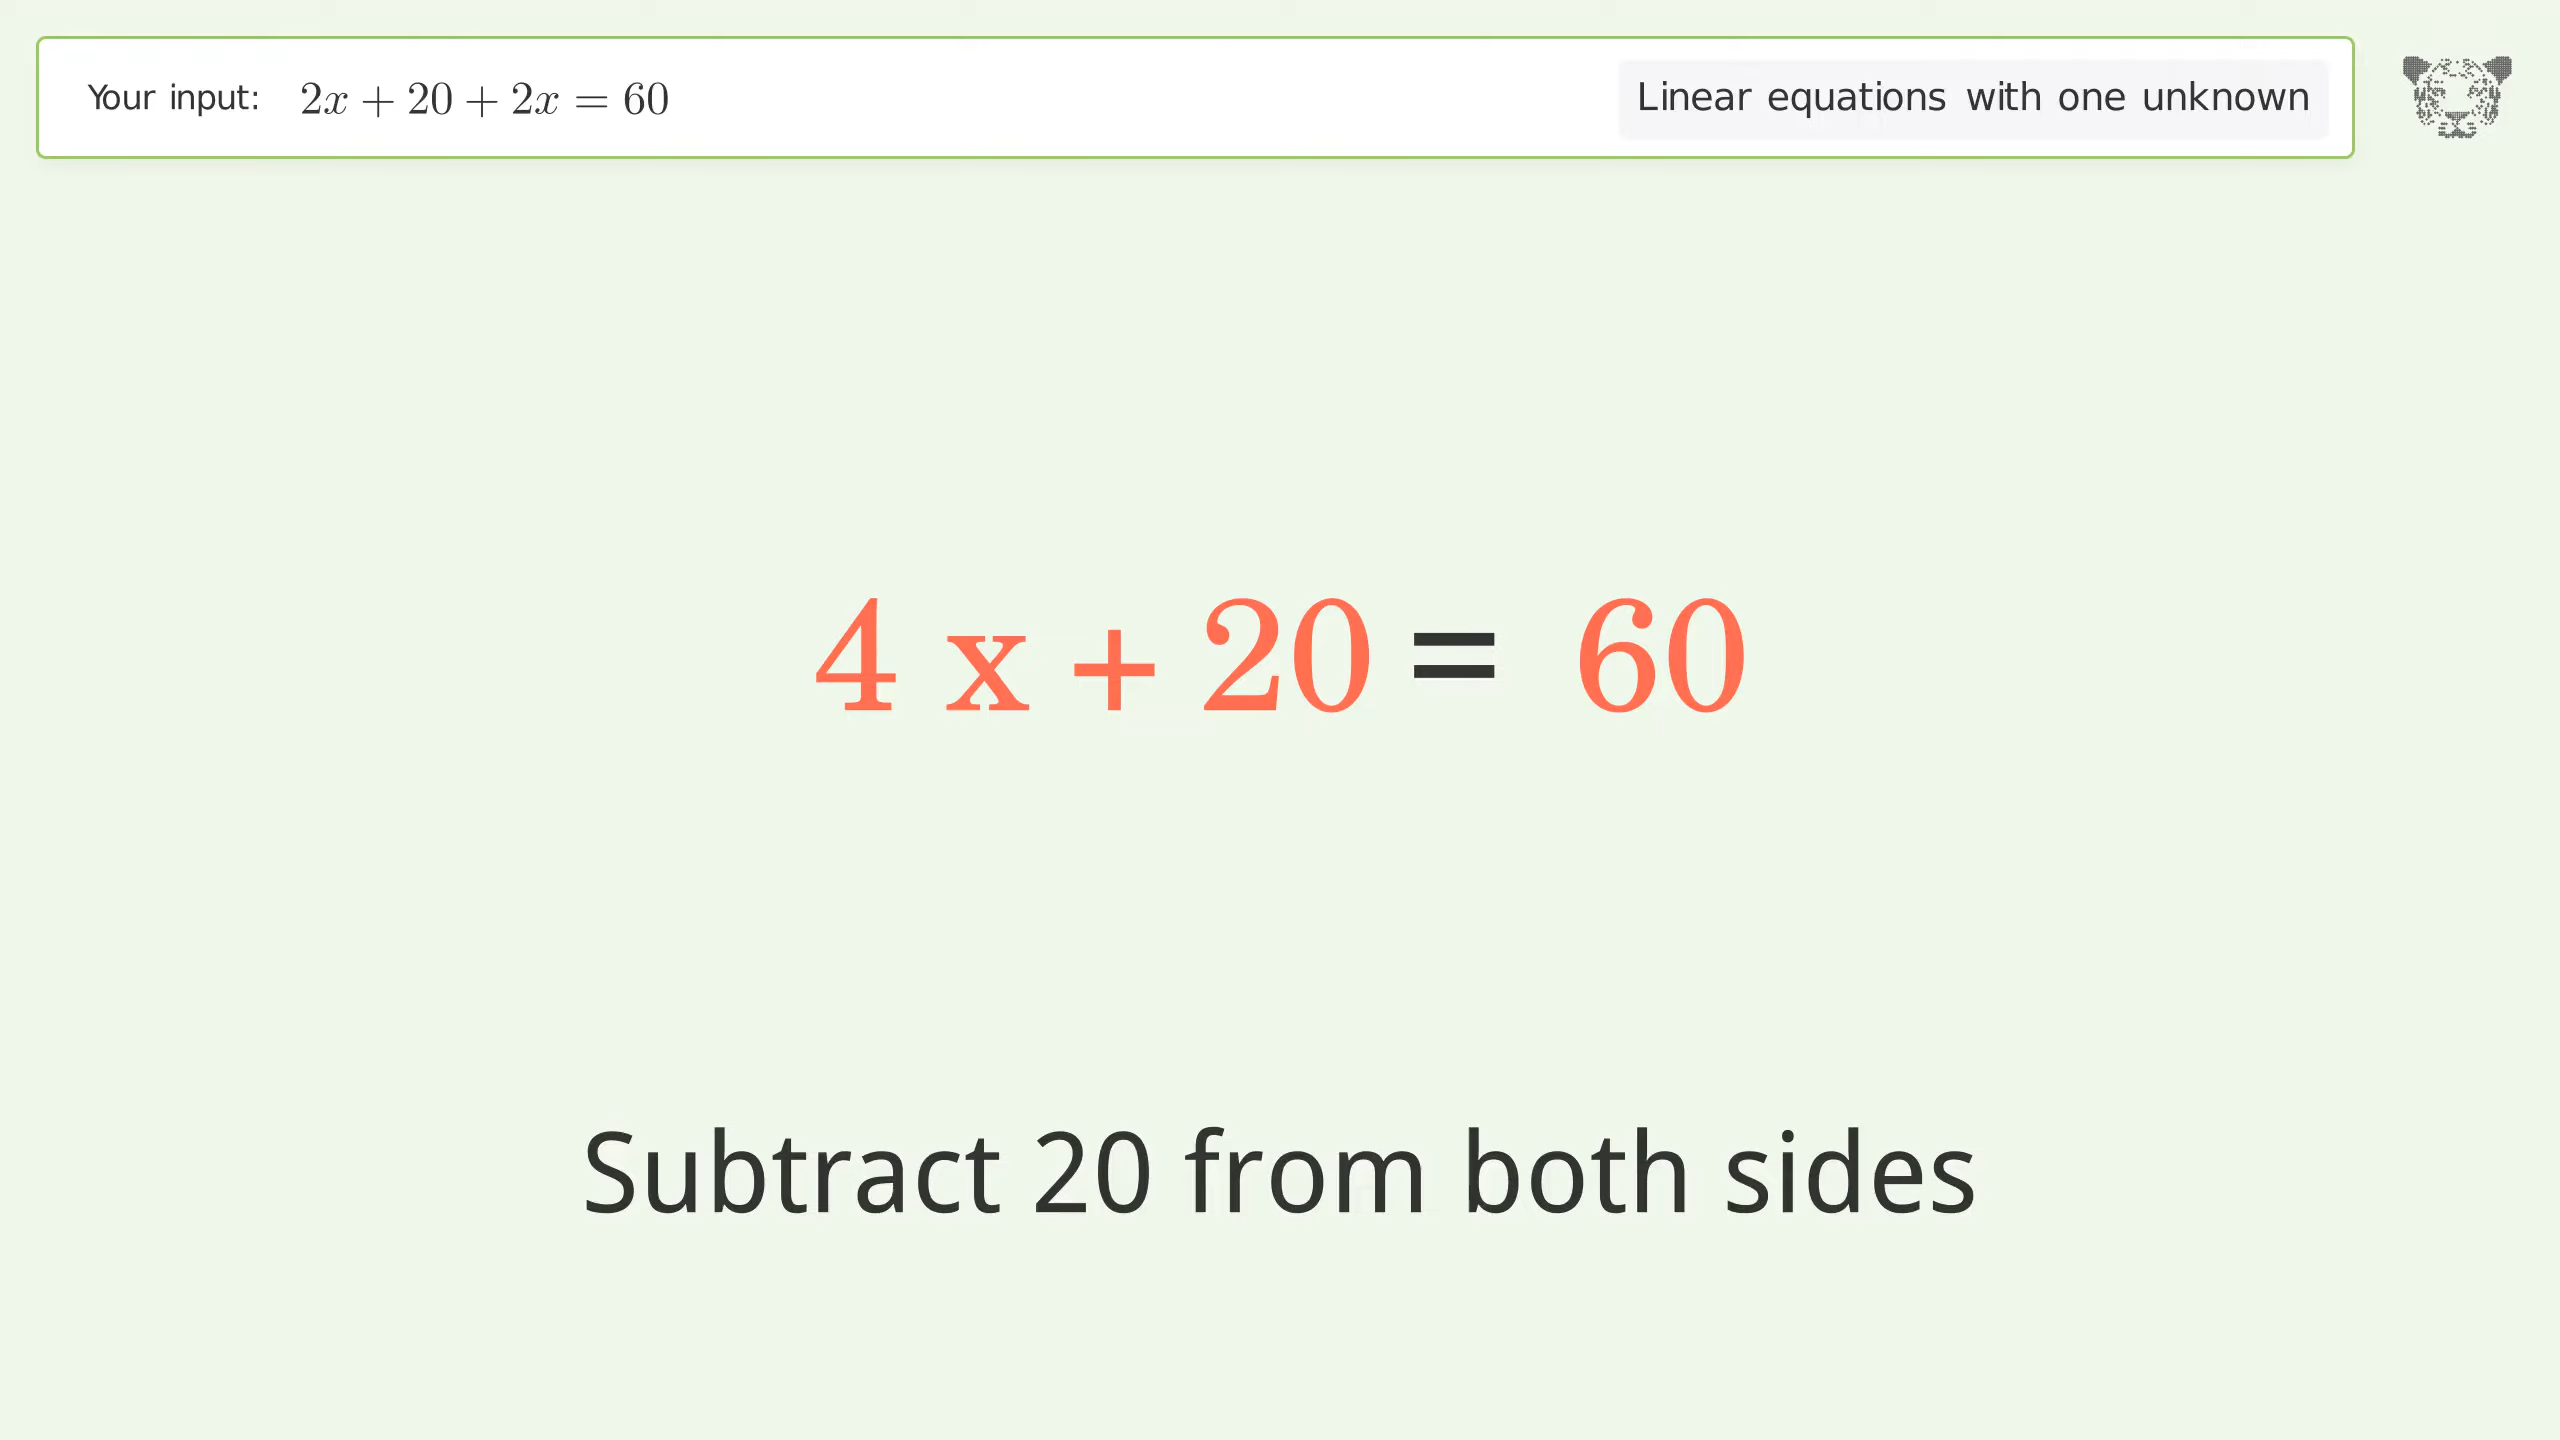 Your input: 2x + 20 + 2x = 60
Linear equations with one unknown
4 x + 20 = 60
Subtract 20 from both sides